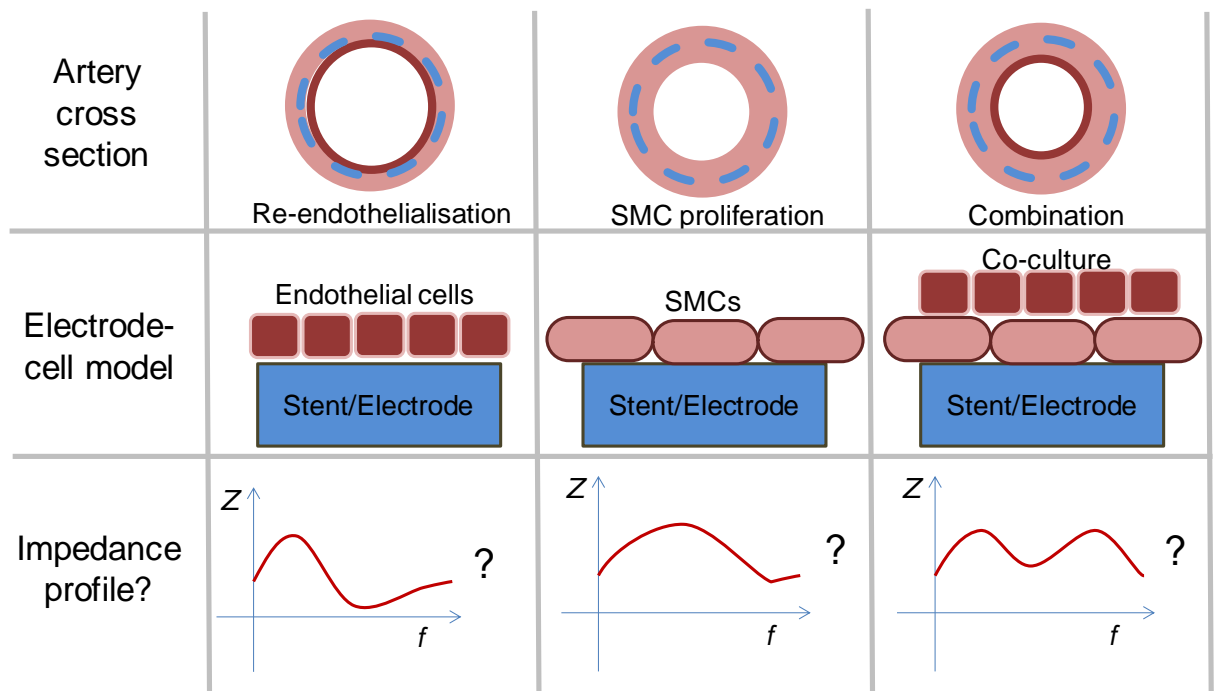 Artery
cross
section
Re-endothelialisation
SMC proliferation
Combination
Electrode-
cell model
Endothelial cells
Stent/Electrode
SMCs
Stent/Electrode
Co-culture
Stent/Electrode
Impedance
profile?
Z
?
f
Z
?
f
Z
?
f